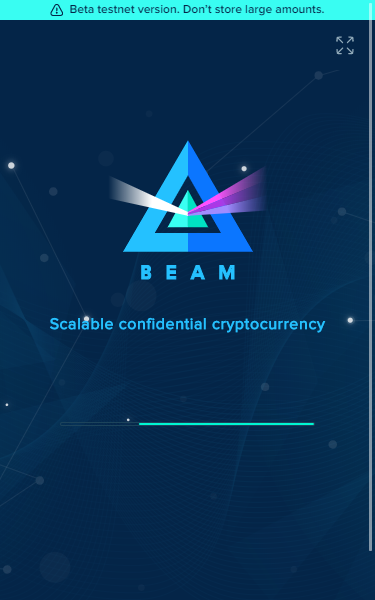 Beta testnet version. Don't store large amounts.
BEAM
Scalable confidential cryptocurrency